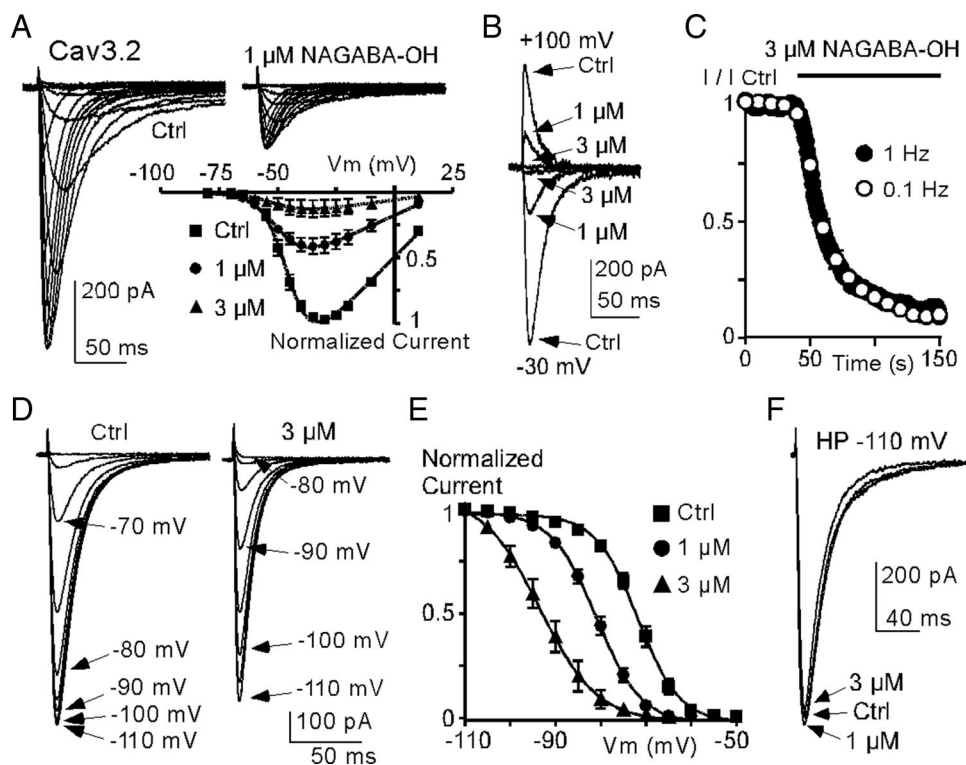 A
Cav3.2
1 µM NAGABA-OH
Ctrl
Vm (mV)
-100
-75
-50
25
0.5
1
Normalized Current
Ctrl
1 µM
3 µM
200 pA
50 ms
B
+100 mV
Ctrl
1 µM
3 µM
3 µM
1 µM
200 pA
50 ms
Ctrl
-30 mV
C
3 µM NAGABA-OH
I / I Ctrl
1
0.5
0
1 Hz
0.1 Hz
0
50
Time (s)
150
D
Ctrl
3 µM
-70 mV
-80 mV
-90 mV
-100 mV
-110 mV
-80 mV
-90 mV
-100 mV
-110 mV
100 pA
50 ms
E
Normalized
Current
1
0.5
0
Ctrl
1 µM
3 µM
-110
-90
Vm (mV)
-50
F
HP -110 mV
200 pA
40 ms
3 µM
Ctrl
1 µM